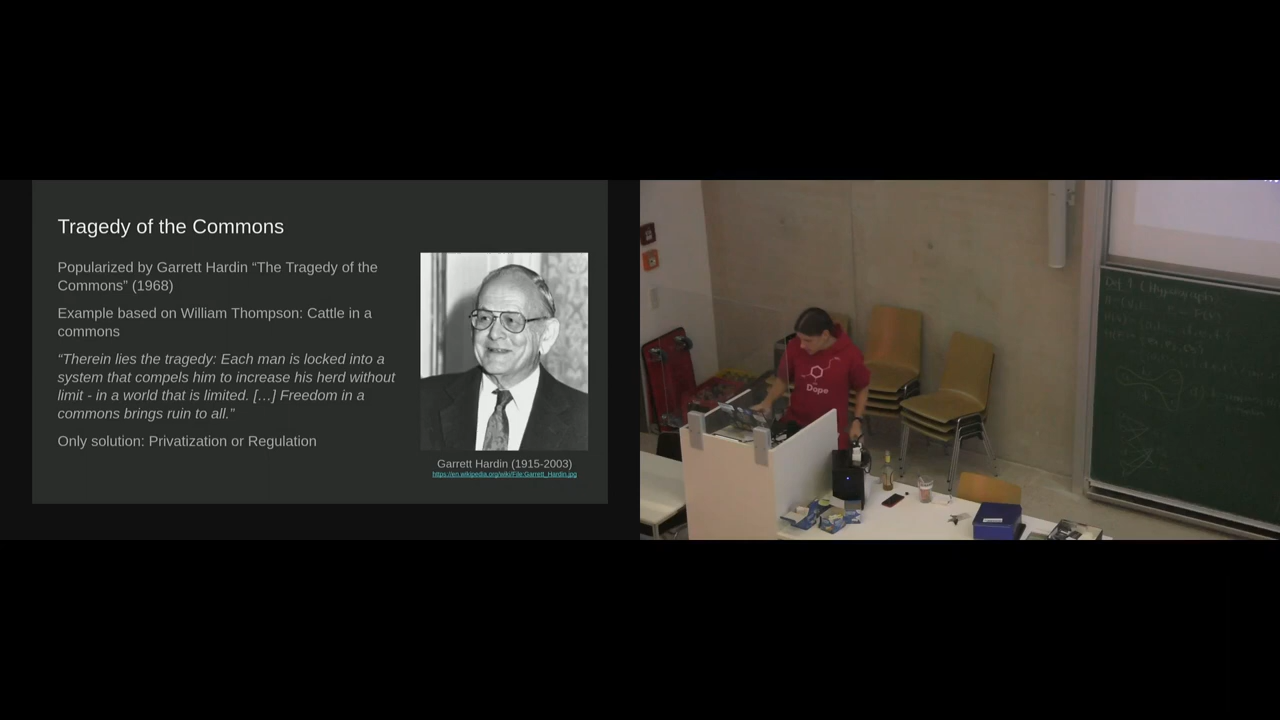 Tragedy of the Commons
Popularized by Garrett Hardin “The Tragedy of the
Commons” (1968)
Example based on William Thompson: Cattle in a
commons
“Therein lies the tragedy: Each man is locked into a
system that compels him to increase his herd without
limit - in a world that is limited. […] Freedom in a
commons brings ruin to all.”
Only solution: Privatization or Regulation
Garrett Hardin (1915-2003)
https://en.wikipedia.org/wiki/File:Garrett_Hardin.jpg
Dope